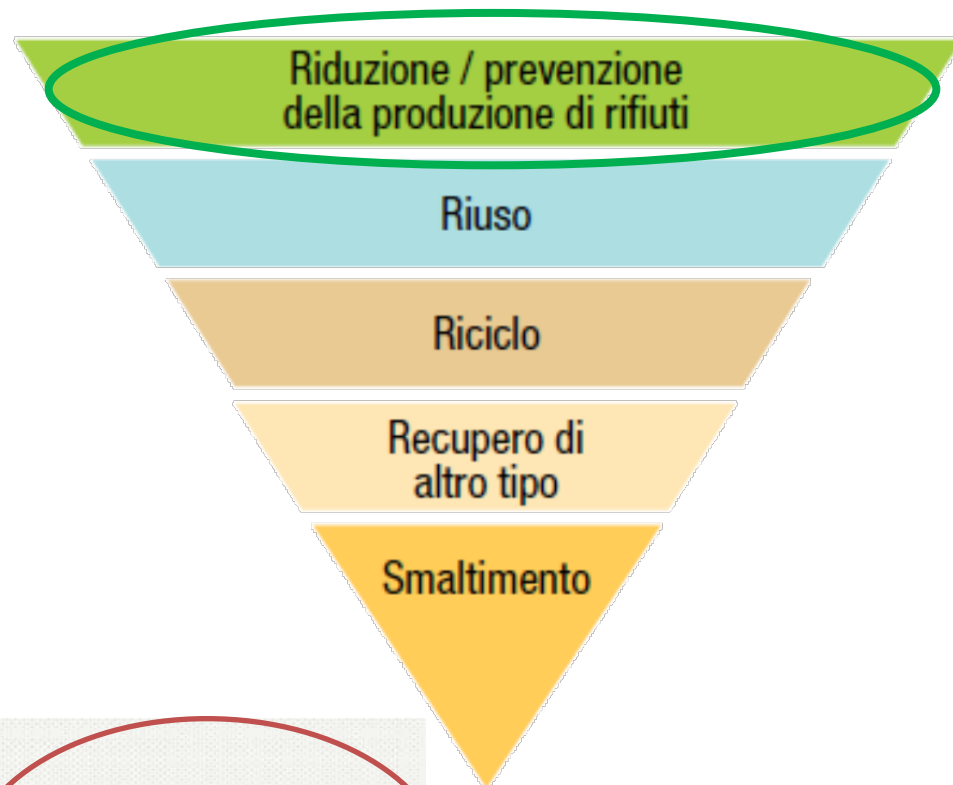 Riduzione / prevenzione
della produzione di rifiuti
Riuso
Riciclo
Recupero di
altro tipo
Smaltimento